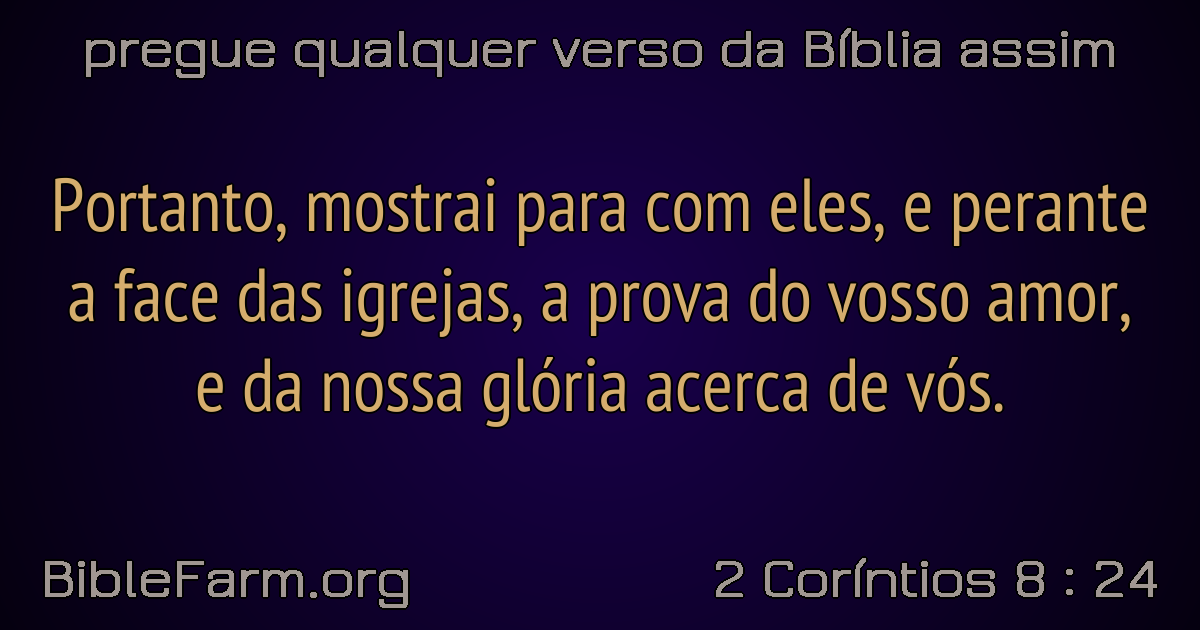 pregue qualquer verso da Bíblia assim
Portanto, mostrai para com eles, e perante
a face das igrejas, a prova do vosso amor,
e da nossa glória acerca de vós.
BibleFarm.org
2 Coríntios 8 : 24